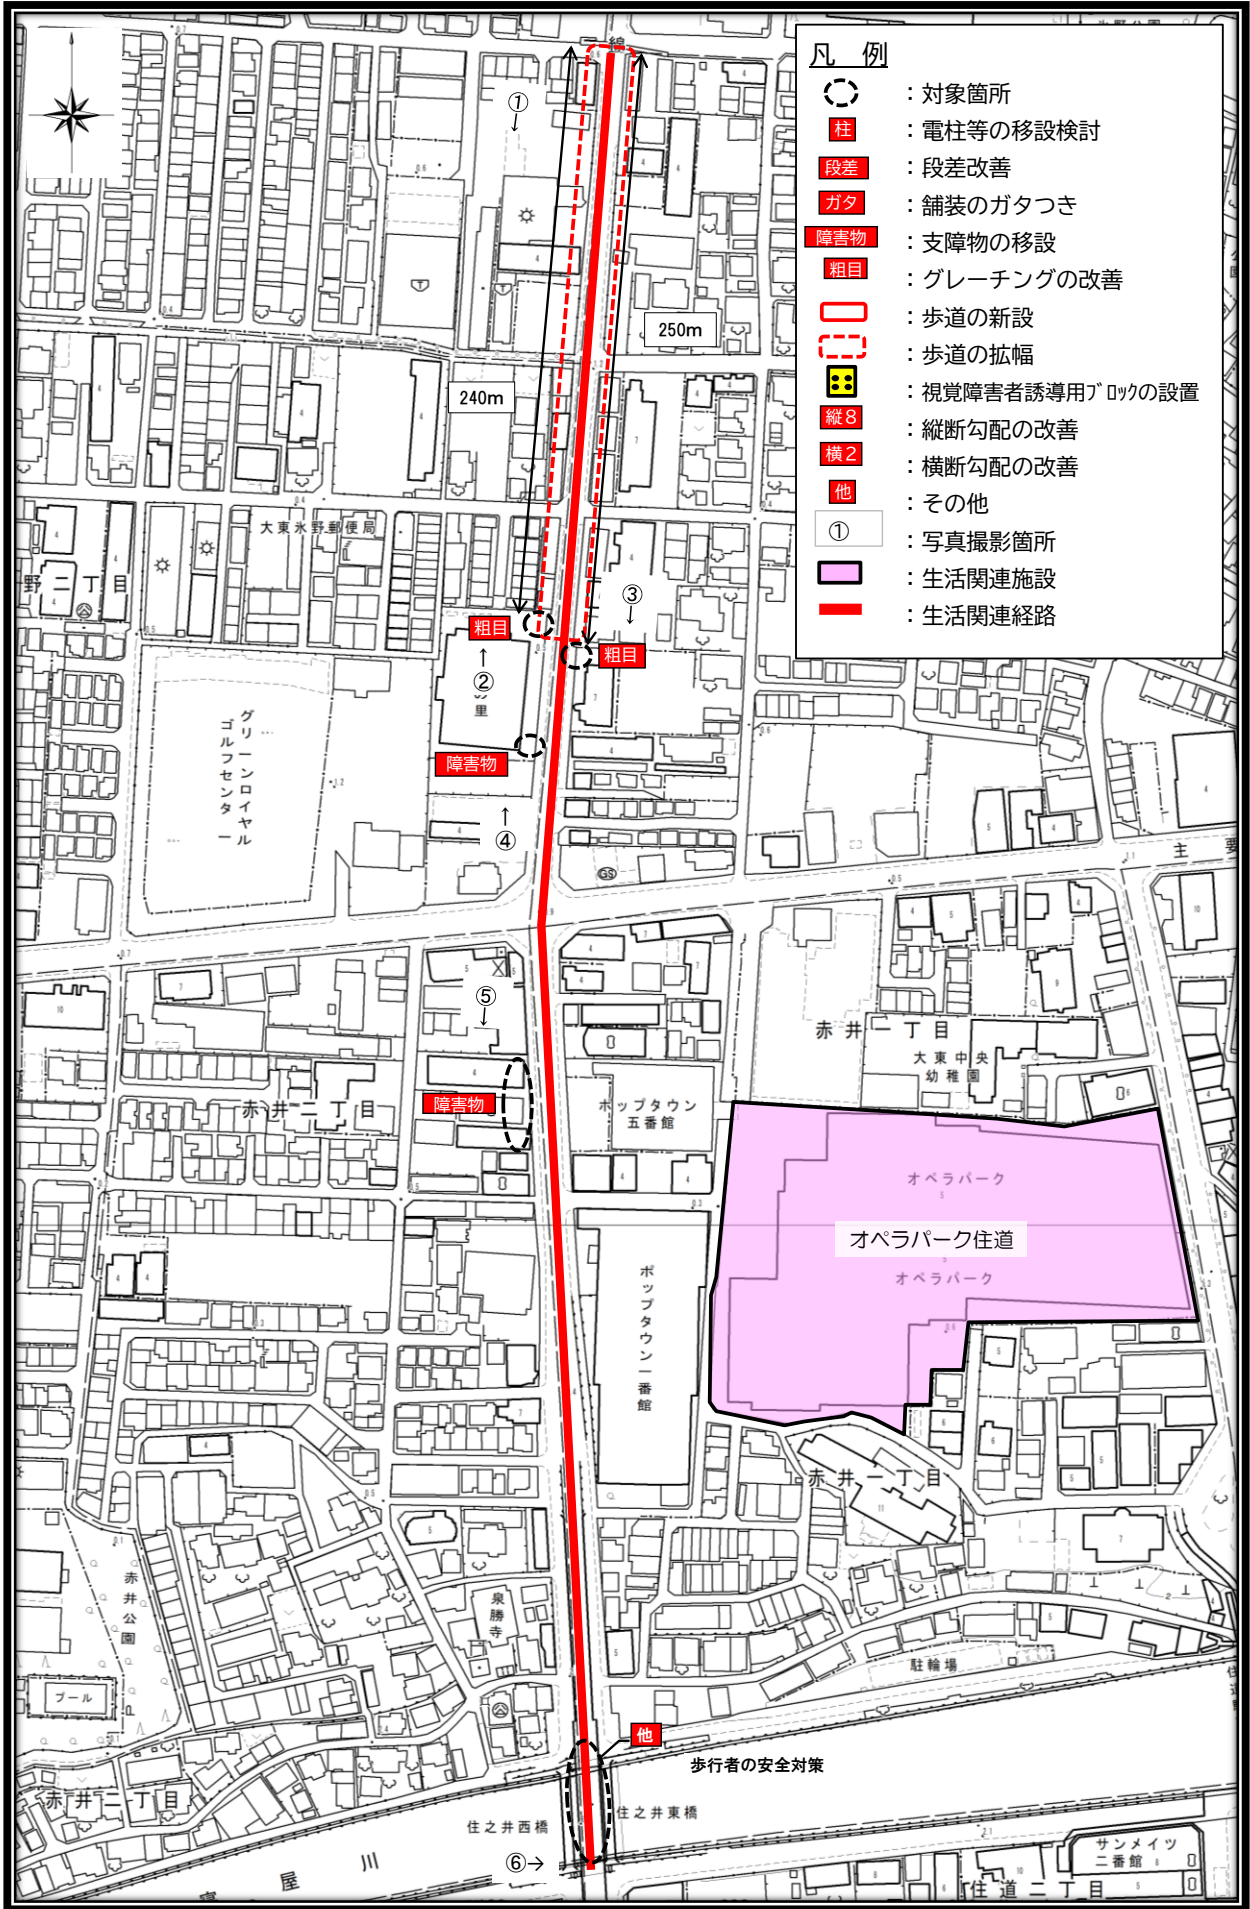 凡 例
：対象箇所
柱 ：電柱等の移設検討
段差 ：段差改善
ガタ ：舗装のガタつき
障害物 ：支障物の移設
粗目 ：グレーチングの改善
：歩道の新設
：歩道の拡幅
：視覚障害者誘導用ブロックの設置
縦8 ：縦断勾配の改善
横2 ：横断勾配の改善
他 ：その他
① ：写真撮影箇所
：生活関連施設
：生活関連経路
線
①
↓
250m
240m
大東氷野郵便局
野二丁目
③
↓
粗目
粗目
↑
②
里
障害物
↑
④
グリーンロイヤル
ゴルフセンター
GS
主 要
⑤
↓
赤井一丁目
大東中央
幼稚園
障害物
赤井二丁目
ポップタウン
五番館
オペラパーク
オペラパーク住道
オペラパーク
ポップタウン一番館
赤井一丁目
赤井公園
泉勝寺
プール
駐輪場
他
歩行者の安全対策
赤井二丁目
住之井西橋
住之井東橋
⑥→
屋 川
サンメイツ
二番館
住道二丁目